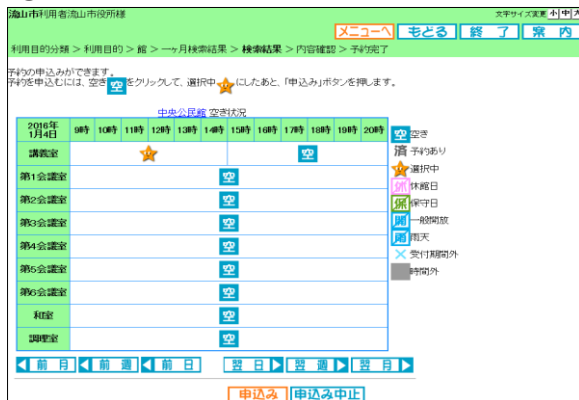 流山市利用者流山市役所様
文字サイズ変更 小 中 大
メニューへ もどる 終 了 案 内
利用目的分類 > 利用目的 > 館 > 一ヶ月検索結果 > 検索結果 > 内容確認 > 予約完了
予約の申込みができます。
予約を申込むには、空き 空 をクリックして、選択中 にしたあと、「申込み」ボタンを押します。
中央公民館 空き状況
2016年
1月4日 9時 10時 11時 12時 13時 14時 15時 16時 17時 18時 19時 20時
講義室 空
第1会議室 空
第2会議室 空
第3会議室 空
第4会議室 空
第5会議室 空
第6会議室 空
和室 空
調理室 空
空 空き
済 予約あり
選択中
休 休館日
保 保守日
開 一般開放
雨 雨天
× 受付期間外
時間外
前 月 前 週 前 日 翌 日 翌 週 翌 月
申込み 申込み中止